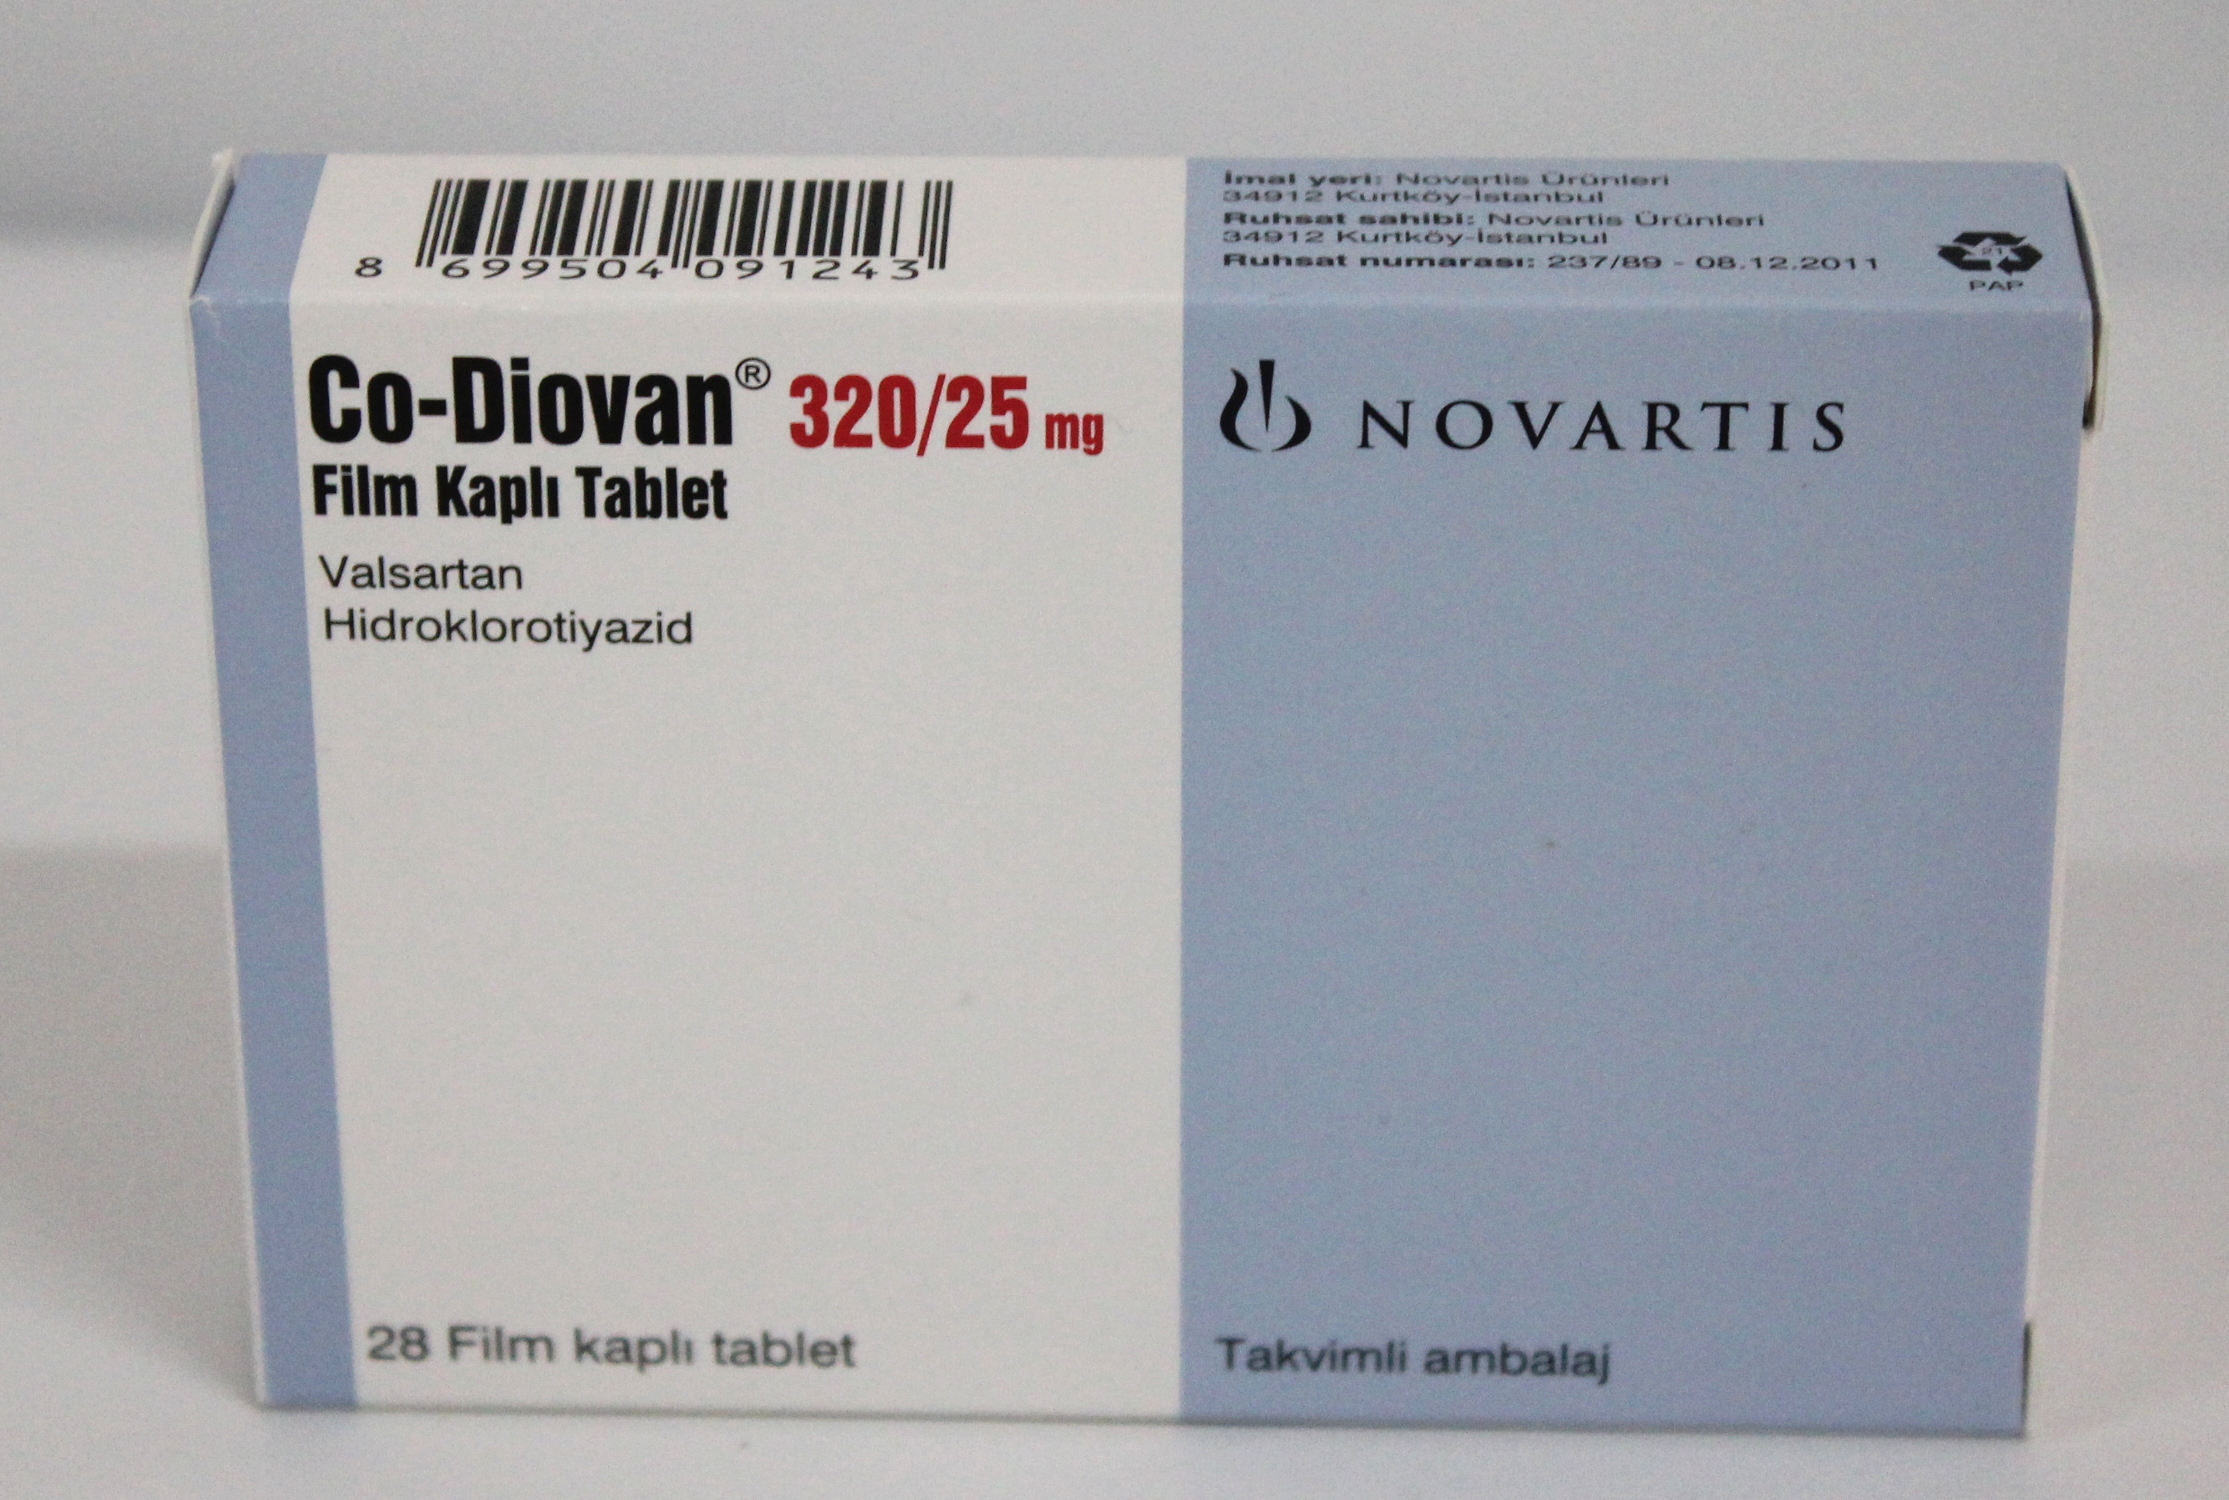 8 699504 091243
İmal yeri: Novartis Ürünleri
34912 Kurtköy-İstanbul
Ruhsat sahibi: Novartis Ürünleri
34912 Kurtköy-İstanbul
Ruhsat numarası: 237/89 - 08.12.2011
21
PAP
Co-Diovan® 320/25 mg
Film Kaplı Tablet
Valsartan
Hidroklorotiyazid
28 Film kaplı tablet
NOVARTIS
Takvimli ambalaj